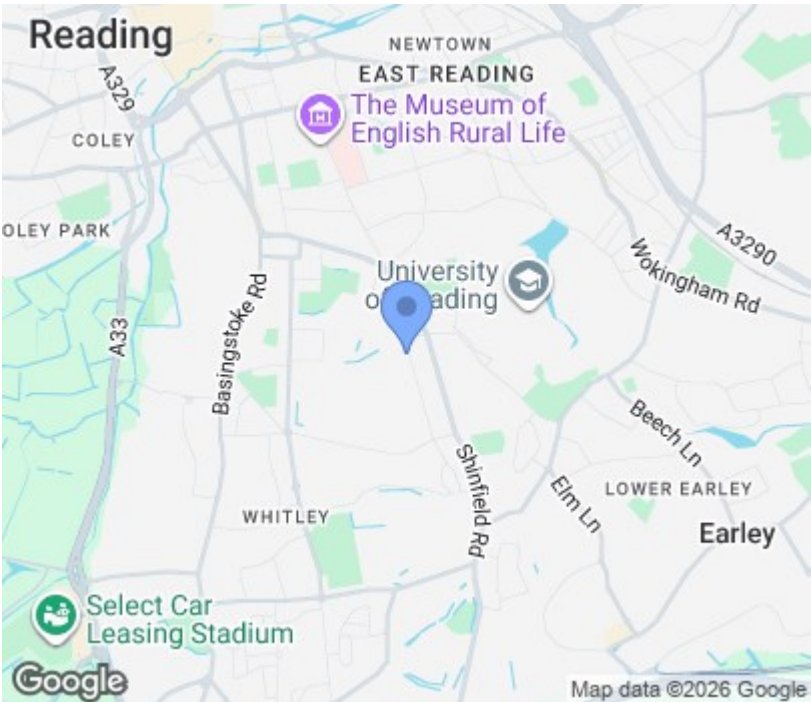 Reading
NEWTOWN
EAST READING
A329
The Museum of
English Rural Life
COLEY
OLEY PARK
A3290
Wokingham Rd
University
of Reading
Basingstoke Rd
A33
Beech Ln
Shinfield Rd
Elm Ln
LOWER EARLEY
WHITLEY
Earley
Select Car
Leasing Stadium
Google
Map data ©2026 Google